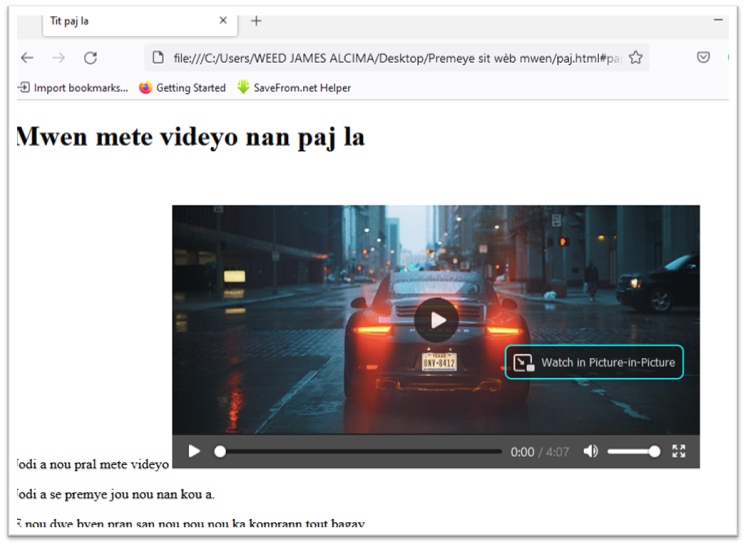 Tit paj la
file:///C:/Users/WEED JAMES ALCIMA/Desktop/Premeye sit wèb mwen/paj.html#pa
Import bookmarks... Getting Started SaveFrom.net Helper
Mwen mete videyo nan paj la
TEXAS
BNV·8412
Watch in Picture-in-Picture
0:00 / 4:07
Jodi a nou pral mete videyo
Jodi a se premye jou nou nan kou a.
E nou dwe byen pran san nou pou nou ka konprann tout bagay